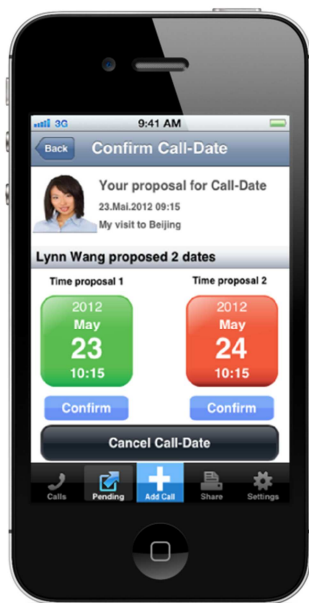 3G 9:41 AM
Back Confirm Call-Date
Your proposal for Call-Date
23.Mai.2012 09:15
My visit to Beijing
Lynn Wang proposed 2 dates
Time proposal 1 Time proposal 2
2012 2012
May May
23 24
10:15 10:15
Confirm Confirm
Cancel Call-Date
Calls Pending Add Call Share Settings